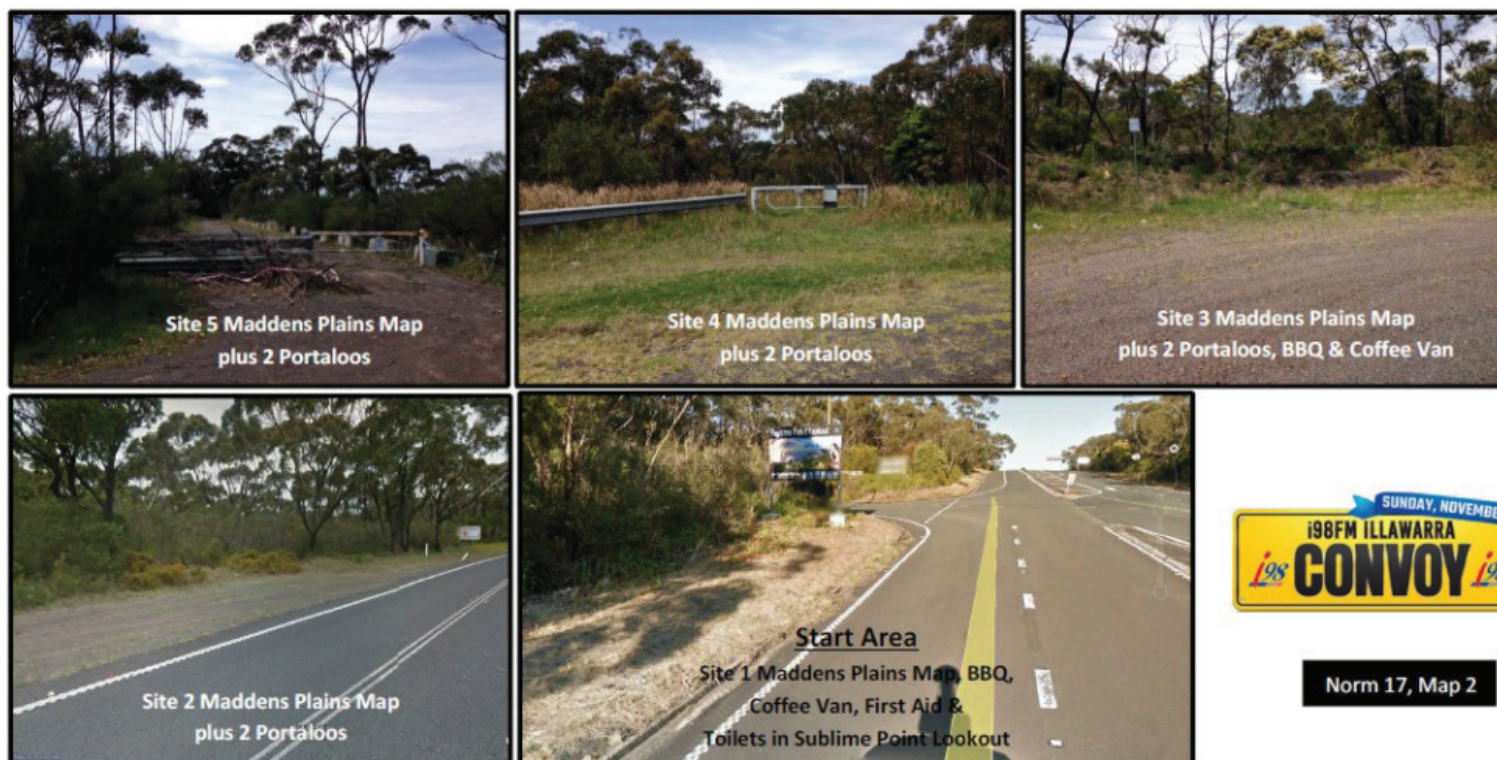 Site 5 Maddens Plains Map
plus 2 Portaloos
Site 4 Maddens Plains Map
plus 2 Portaloos
Site 3 Maddens Plains Map
plus 2 Portaloos, BBQ & Coffee Van
Site 2 Maddens Plains Map
plus 2 Portaloos
Start Area
Site 1 Maddens Plains Map, BBQ,
Coffee Van, First Aid &
Toilets in Sublime Point Lookout
SUNDAY, NOVEMBE
i98FM ILLAWARRA
i98 CONVOY i9
Norm 17, Map 2